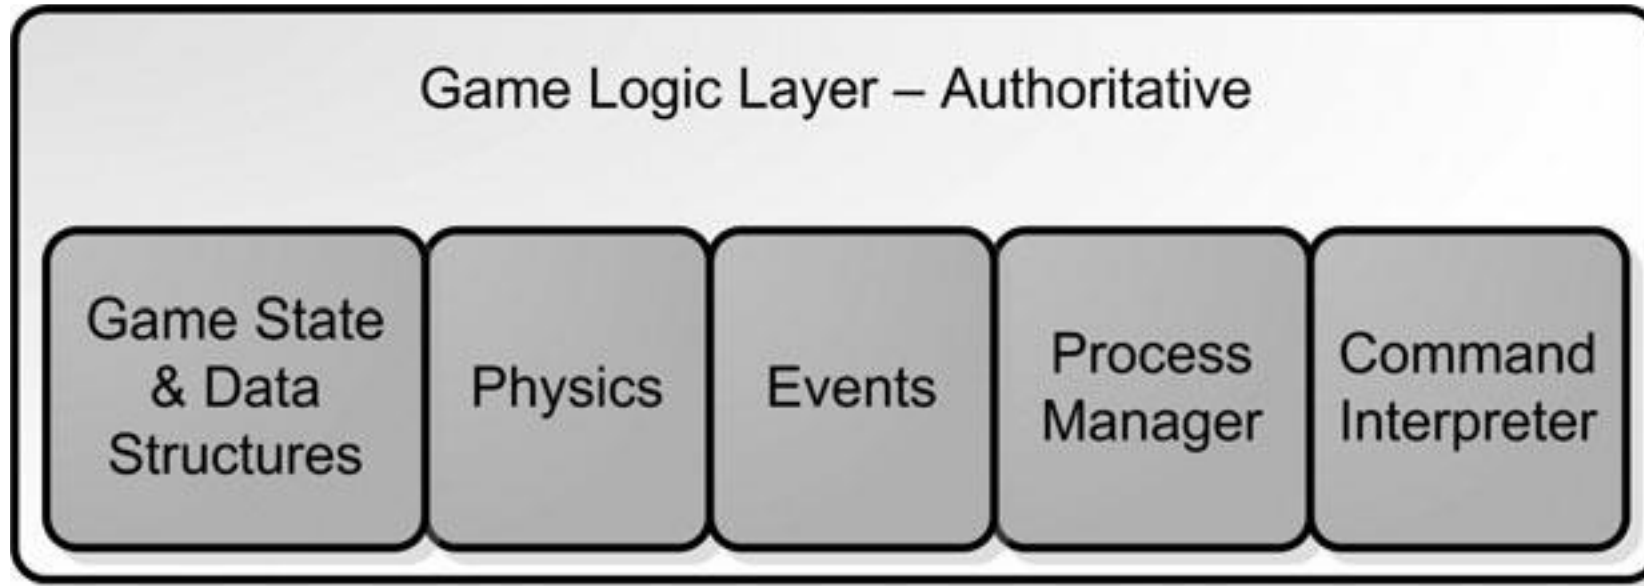 Game Logic Layer – Authoritative
Game State
& Data
Structures
Physics
Events
Process
Manager
Command
Interpreter